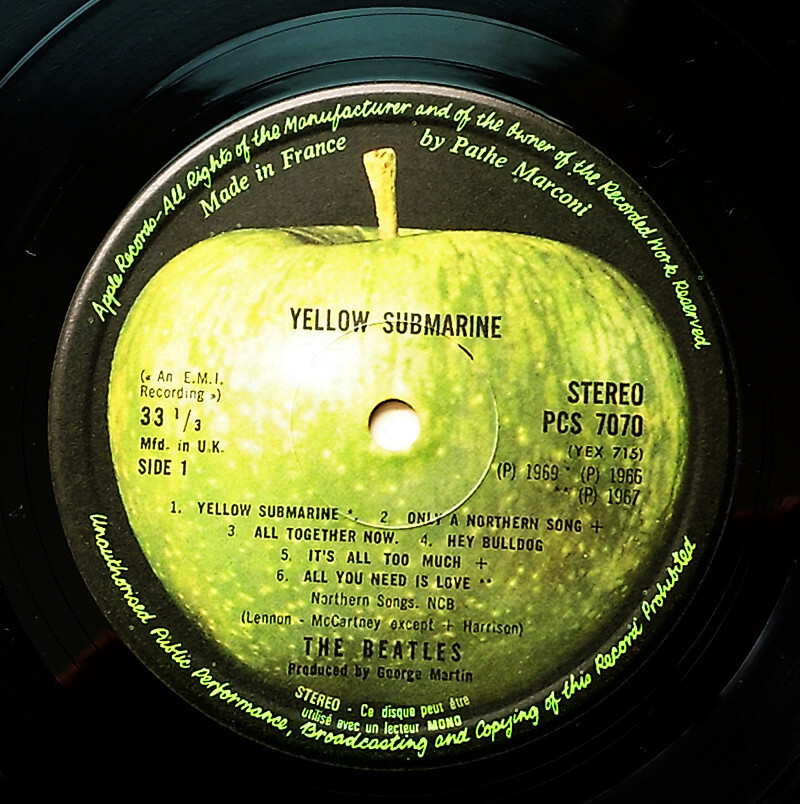 Apple Records-All Rights of the Manufacturer and of the Owner of the Recorded Work Reserved
Made in France by Pathe Marconi
YELLOW SUBMARINE
(« An E.M.I.
Recording »)
33 1/3
Mfd. in U.K.
SIDE 1
STEREO
PCS 7070
(YEX 715)
(P) 1969 * (P) 1966
** (P) 1967
1. YELLOW SUBMARINE *. 2 ONLY A NORTHERN SONG +
3 ALL TOGETHER NOW. 4. HEY BULLDOG
5. IT'S ALL TOO MUCH +
6. ALL YOU NEED IS LOVE **
Northern Songs. NCB
(Lennon - McCartney except + Harrison)
THE BEATLES
Produced by George Martin
STEREO - Ce disque peut être
utilisé avec un lecteur MONO
Unauthorised Public Performance, Broadcasting and Copying of this Record Prohibited